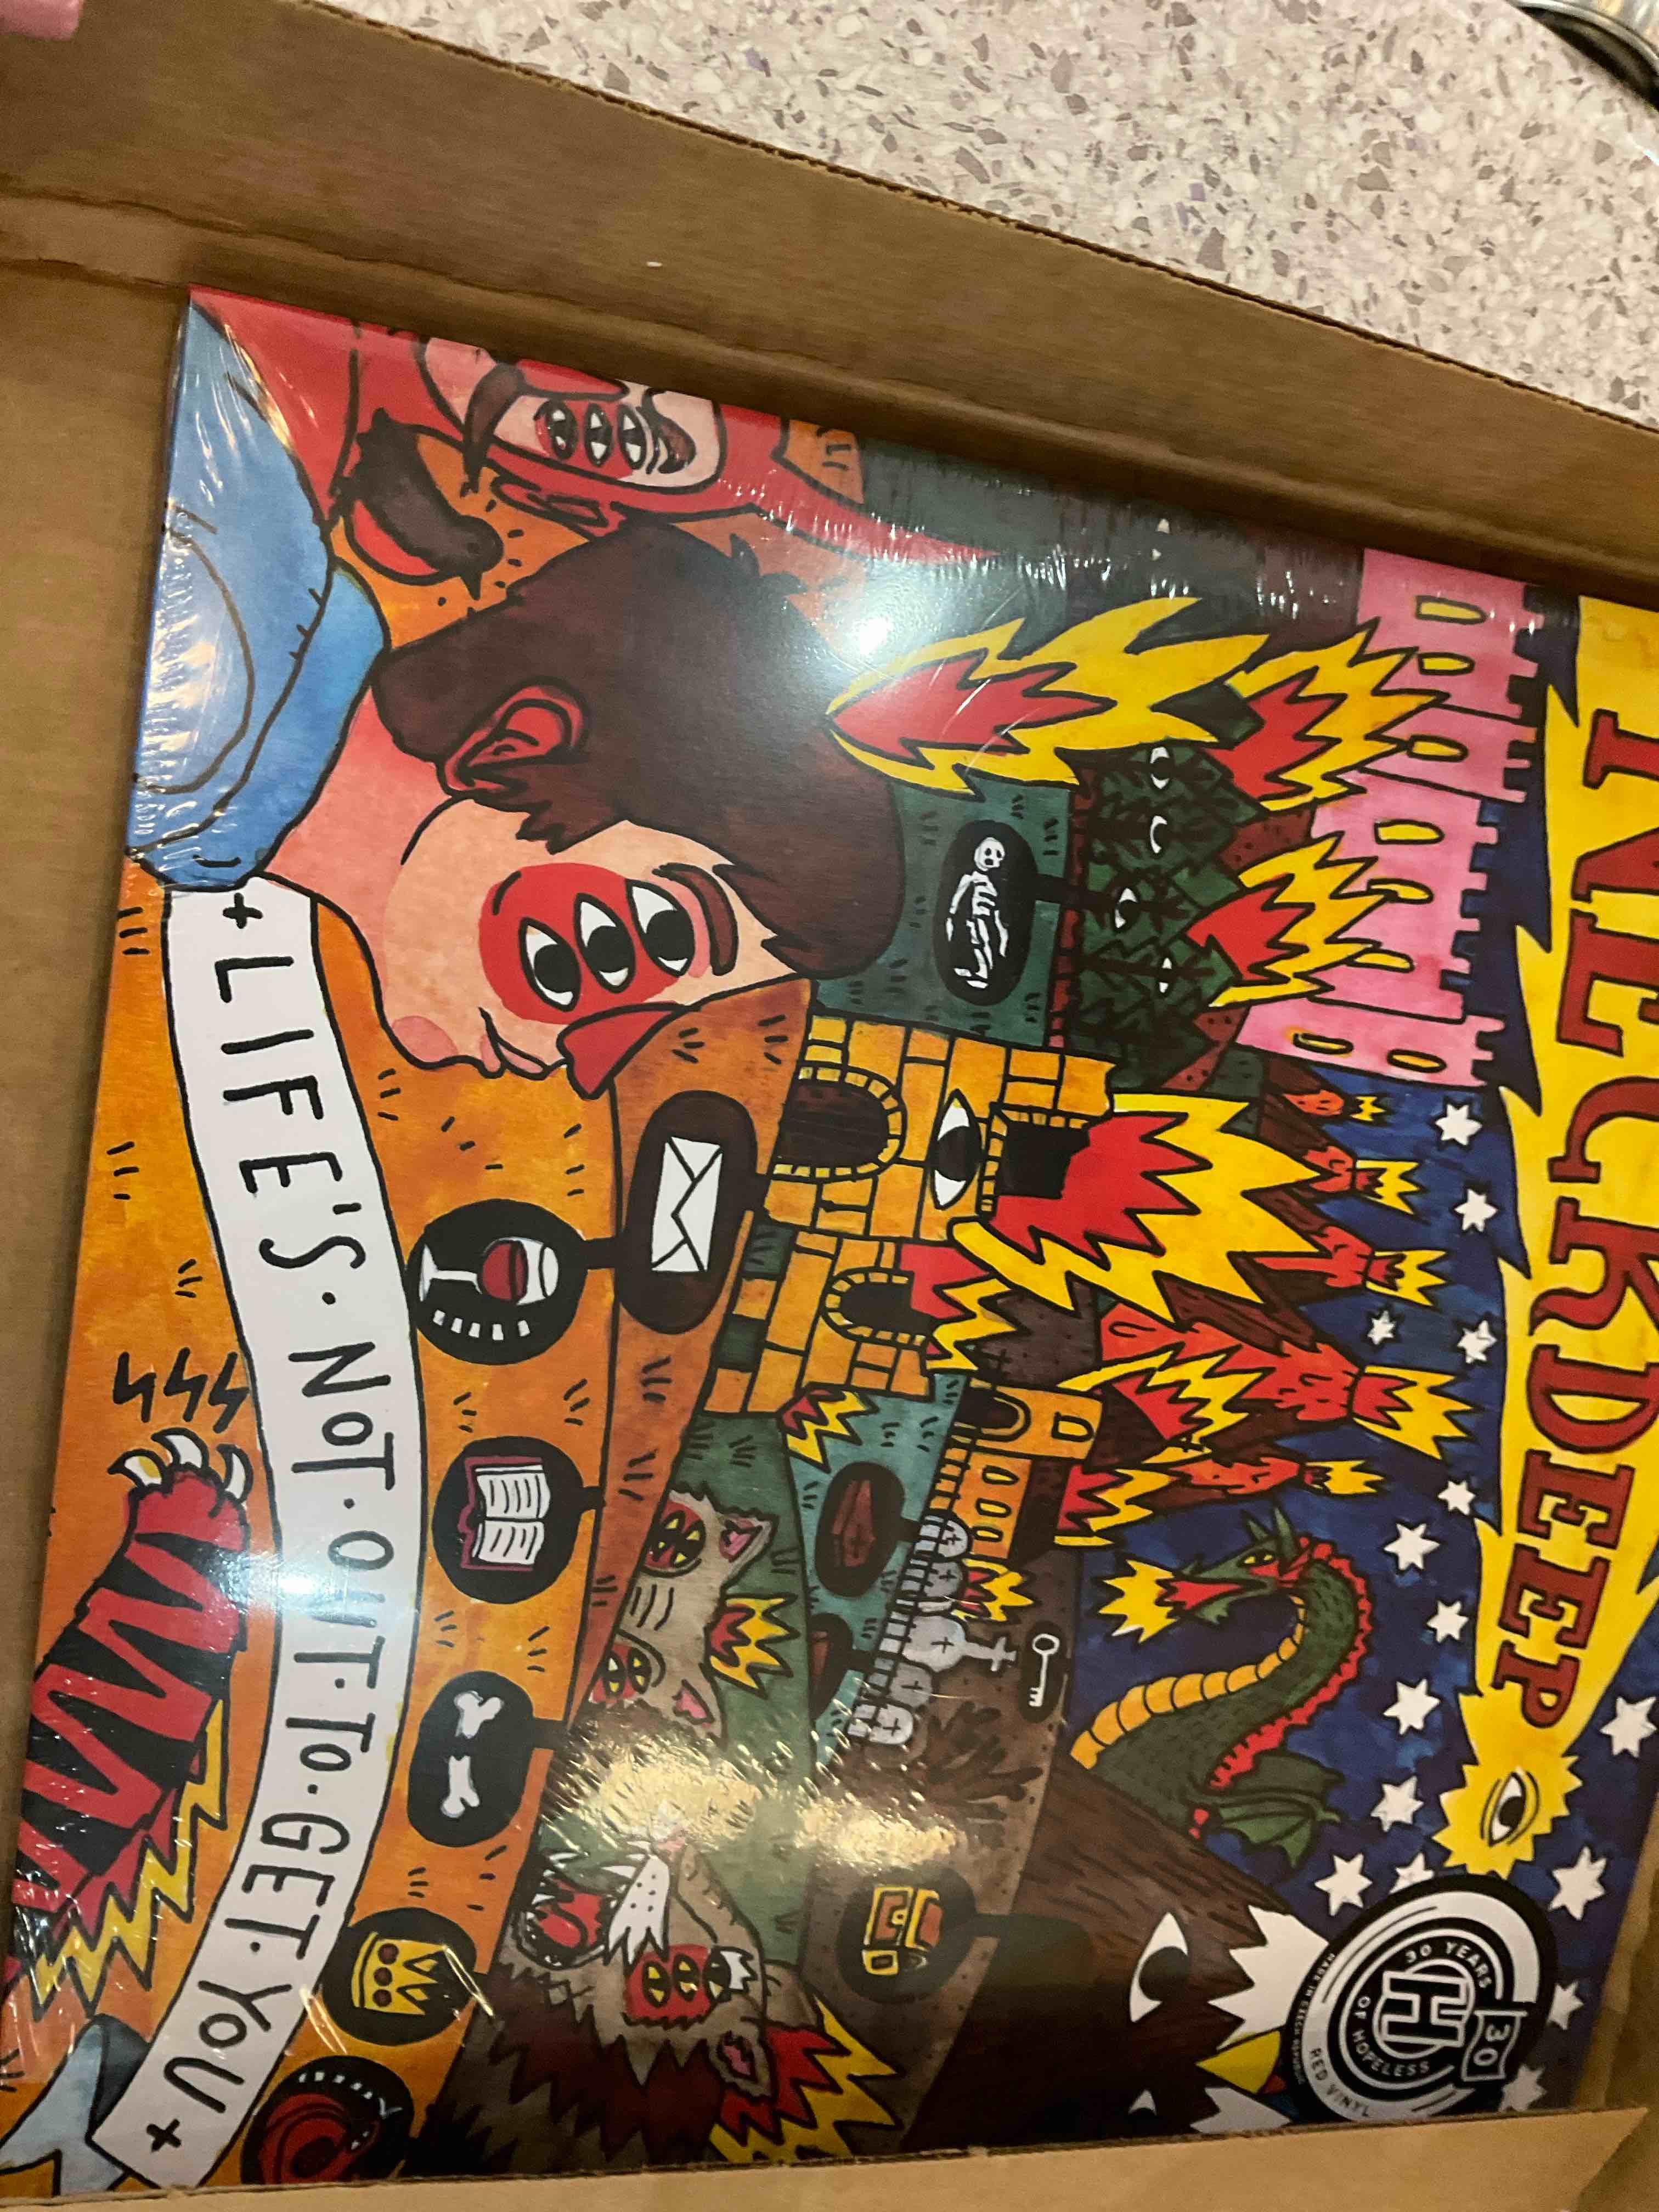 NECK DEEP
+ LIFE'S · NOT · OUT · TO · GET · YOU +
30 YEARS
OF HOPELESS
H
30
RED VINYL